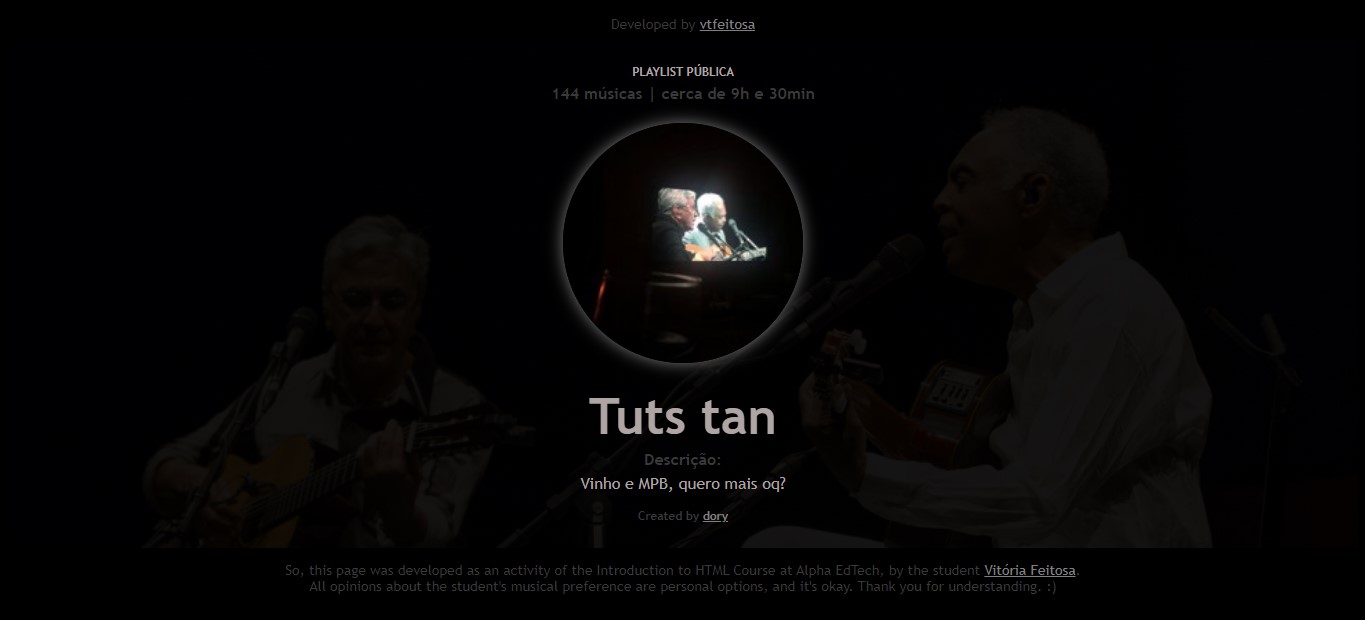 Developed by vtfeitosa
PLAYLIST PÚBLICA
144 músicas | cerca de 9h e 30min
Tuts tan
Descrição:
Vinho e MPB, quero mais oq?
Created by dory
So, this page was developed as an activity of the Introduction to HTML Course at Alpha EdTech, by the student Vitória Feitosa.
All opinions about the student's musical preference are personal options, and it's okay. Thank you for understanding. :)